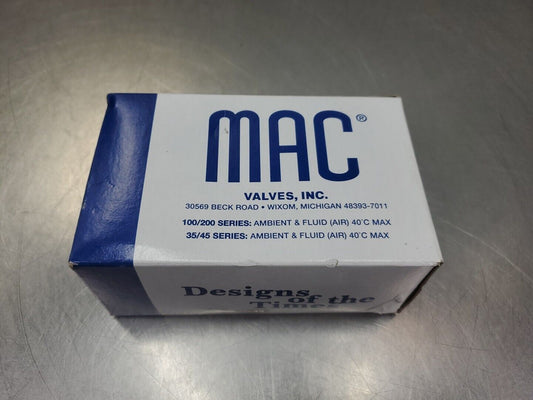 MAC®
VALVES, INC.
30569 BECK ROAD • WIXOM, MICHIGAN 48393-7011
100/200 SERIES: AMBIENT & FLUID (AIR) 40°C MAX
35/45 SERIES: AMBIENT & FLUID (AIR) 40°C MAX
Designs of the
Times